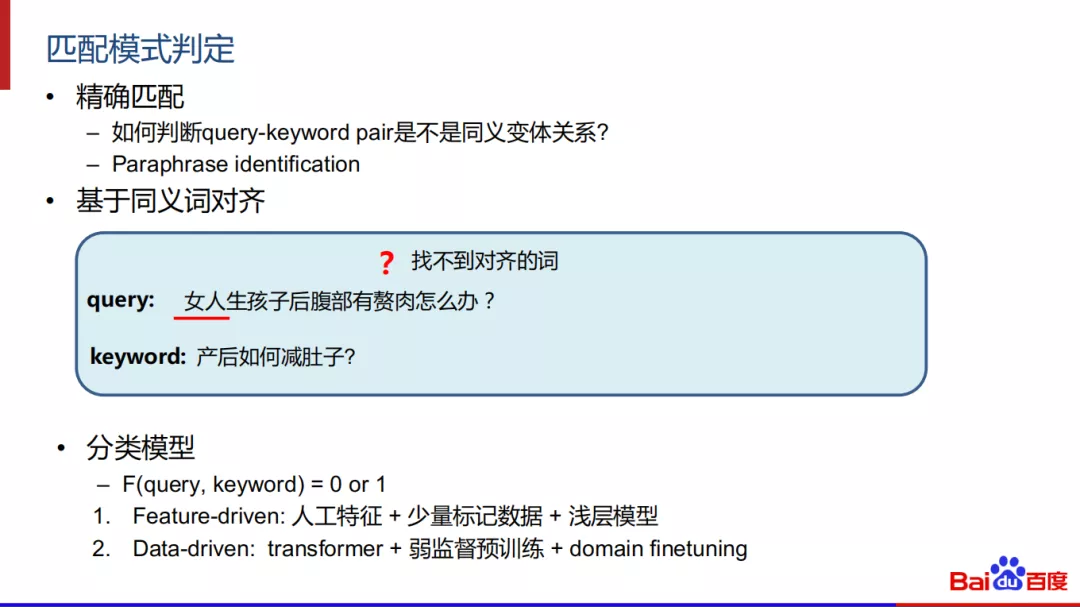 匹配模式判定
• 精确匹配
– 如何判断query-keyword pair是不是同义变体关系?
– Paraphrase identification
• 基于同义词对齐
? 找不到对齐的词
query: 女人生孩子后腹部有赘肉怎么办？
keyword: 产后如何减肚子?
• 分类模型
– F(query, keyword) = 0 or 1
1. Feature-driven: 人工特征 + 少量标记数据 + 浅层模型
2. Data-driven: transformer + 弱监督预训练 + domain finetuning
Bai du 百度